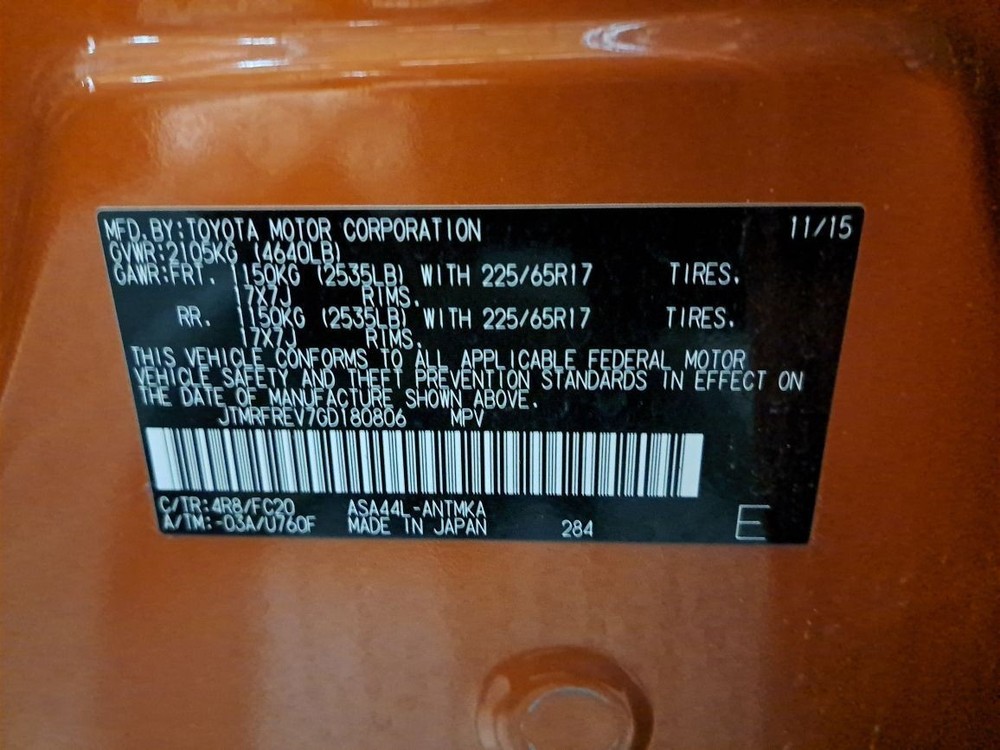 MFD.BY:TOYOTA MOTOR CORPORATION 11/15
GVWR:2105KG (4640LB)
GAWR:FRT. 1150KG (2535LB) WITH 225/65R17 TIRES.
17X7J RIMS.
RR. 1150KG (2535LB) WITH 225/65R17 TIRES.
17X7J RIMS.
THIS VEHICLE CONFORMS TO ALL APPLICABLE FEDERAL MOTOR
VEHICLE SAFETY AND THEFT PREVENTION STANDARDS IN EFFECT ON
THE DATE OF MANUFACTURE SHOWN ABOVE.
JTMRFREV7GD180806 MPV
C/TR:4R8/FC20 ASA44L-ANTMKA
A/TM:-03A/U760F MADE IN JAPAN 284 E